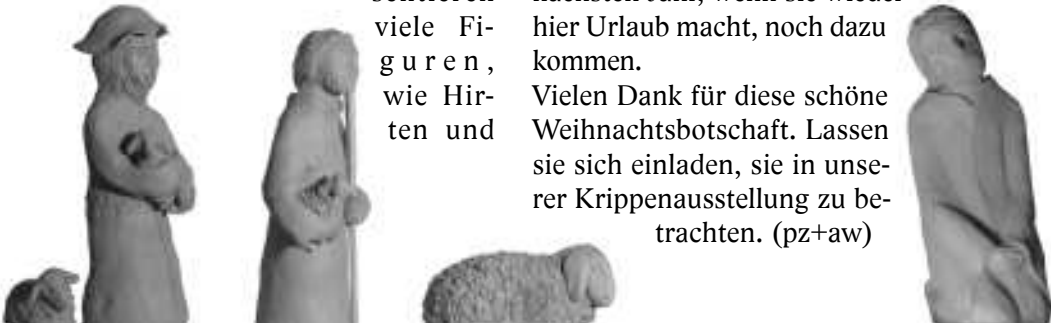 viele Fi-
guren,
wie Hir-
ten und
hier Urlaub macht, noch dazu
kommen.
Vielen Dank für diese schöne
Weihnachtsbotschaft. Lassen
sie sich einladen, sie in unse-
rer Krippenausstellung zu be-
trachten. (pz+aw)